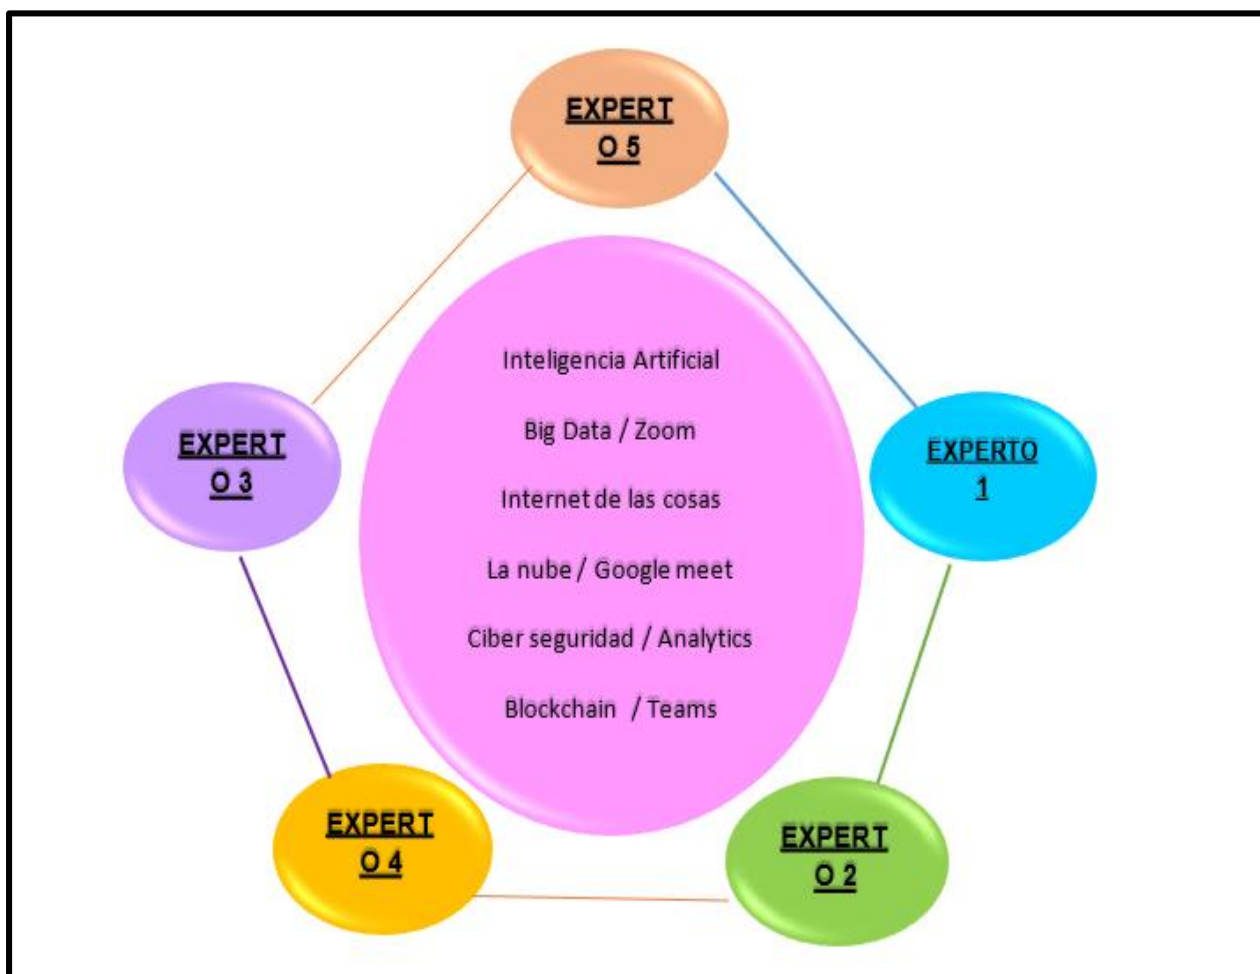 EXPERT
O 5
Inteligencia Artificial
Big Data / Zoom
Internet de las cosas
La nube / Google meet
Ciber seguridad / Analytics
Blockchain / Teams
EXPERT
O 3
EXPERTO
1
EXPERT
O 4
EXPERT
O 2